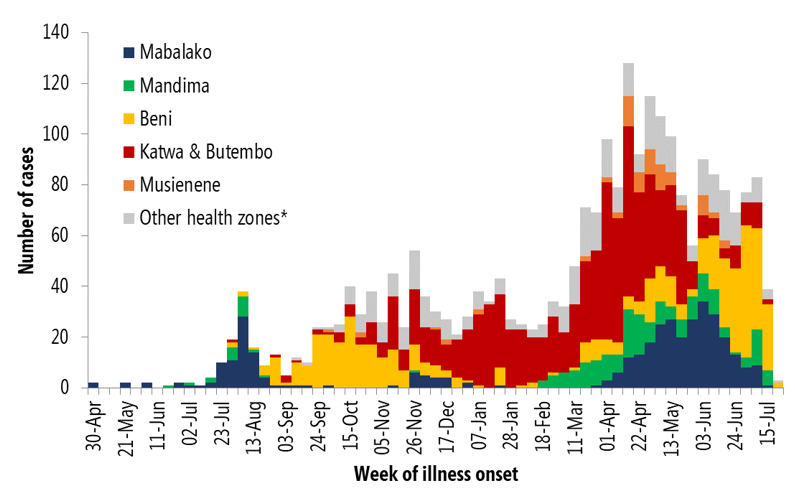 140
120
100
80
60
40
20
0
Number of cases
Mabalako
Mandima
Beni
Katwa & Butembo
Musienene
Other health zones*
30-Apr
21-May
11-Jun
02-Jul
23-Jul
13-Aug
03-Sep
24-Sep
15-Oct
05-Nov
26-Nov
17-Dec
07-Jan
28-Jan
18-Feb
11-Mar
01-Apr
22-Apr
13-May
03-Jun
24-Jun
15-Jul
Week of illness onset